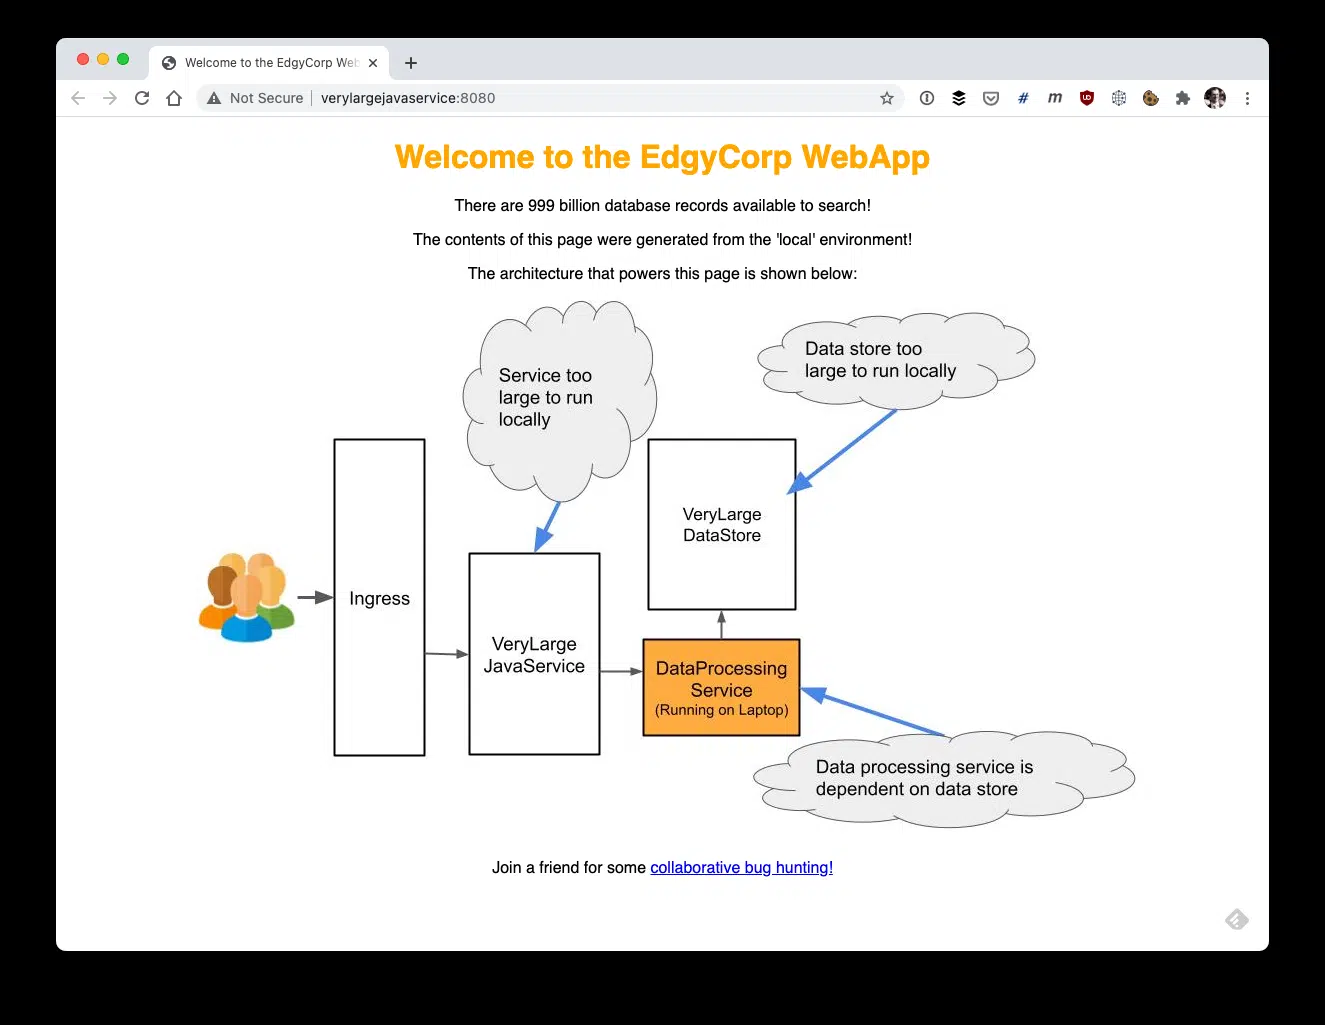 Welcome to the EdgyCorp Web
Not Secure
verylargejavaservice:8080
Welcome to the EdgyCorp WebApp
There are 999 billion database records available to search!
The contents of this page were generated from the 'local' environment!
The architecture that powers this page is shown below:
Service too
large to run
locally
Data store too
large to run locally
Ingress
VeryLarge
JavaService
VeryLarge
DataStore
DataProcessing
Service
(Running on Laptop)
Data processing service is
dependent on data store
Join a friend for some collaborative bug hunting!